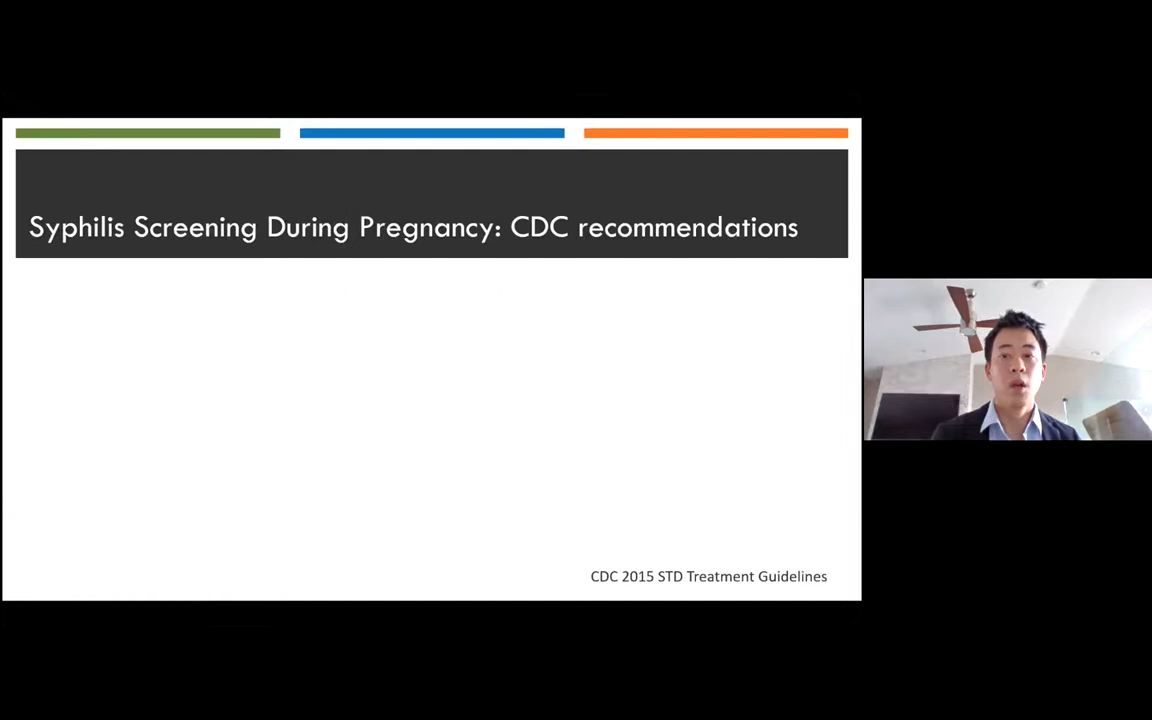 Syphilis Screening During Pregnancy: CDC recommendations
CDC 2015 STD Treatment Guidelines